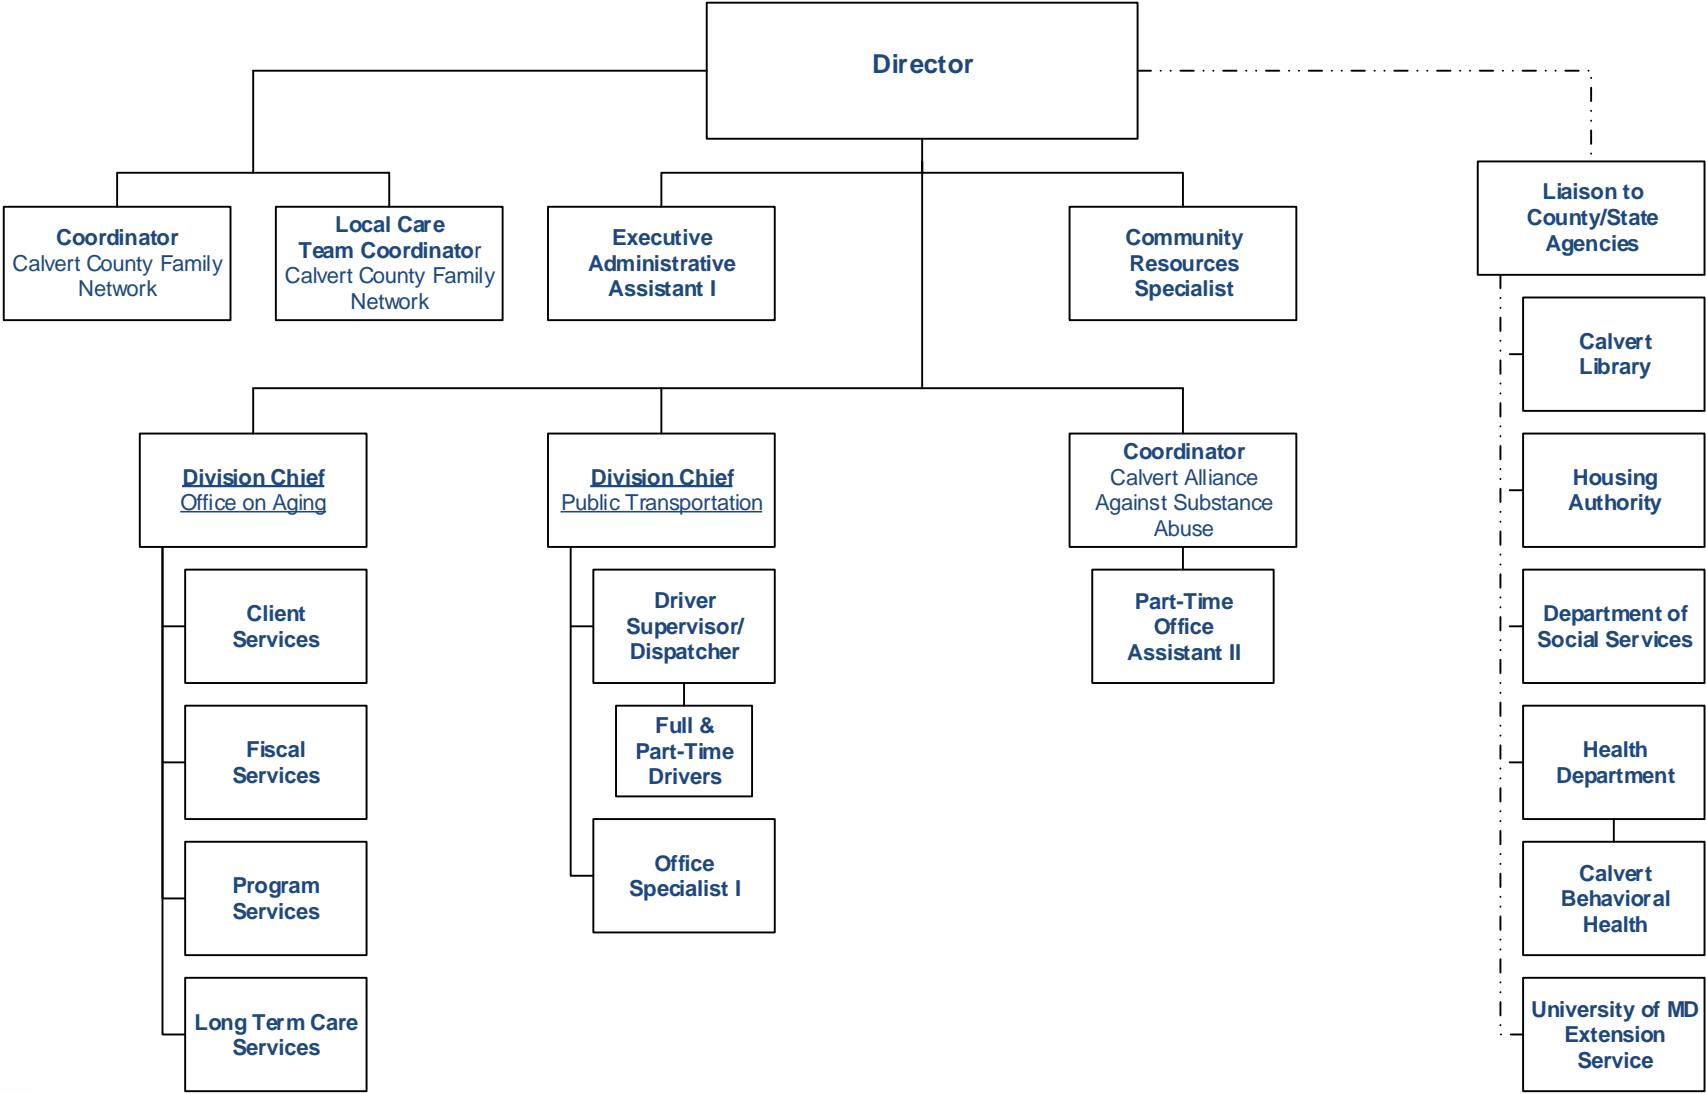 Director
Coordinator
Calvert County Family
Network
Local Care
Team Coordinator
Calvert County Family
Network
Executive
Administrative
Assistant I
Community
Resources
Specialist
Liaison to
County/State
Agencies
Calvert
Library
Housing
Authority
Department of
Social Services
Health
Department
Calvert
Behavioral
Health
University of MD
Extension
Service
Division Chief
Office on Aging
Client
Services
Fiscal
Services
Program
Services
Long Term Care
Services
Division Chief
Public Transportation
Driver
Supervisor/
Dispatcher
Full &
Part-Time
Drivers
Office
Specialist I
Coordinator
Calvert Alliance
Against Substance
Abuse
Part-Time
Office
Assistant II